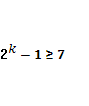 2^k − 1 ≥ 7